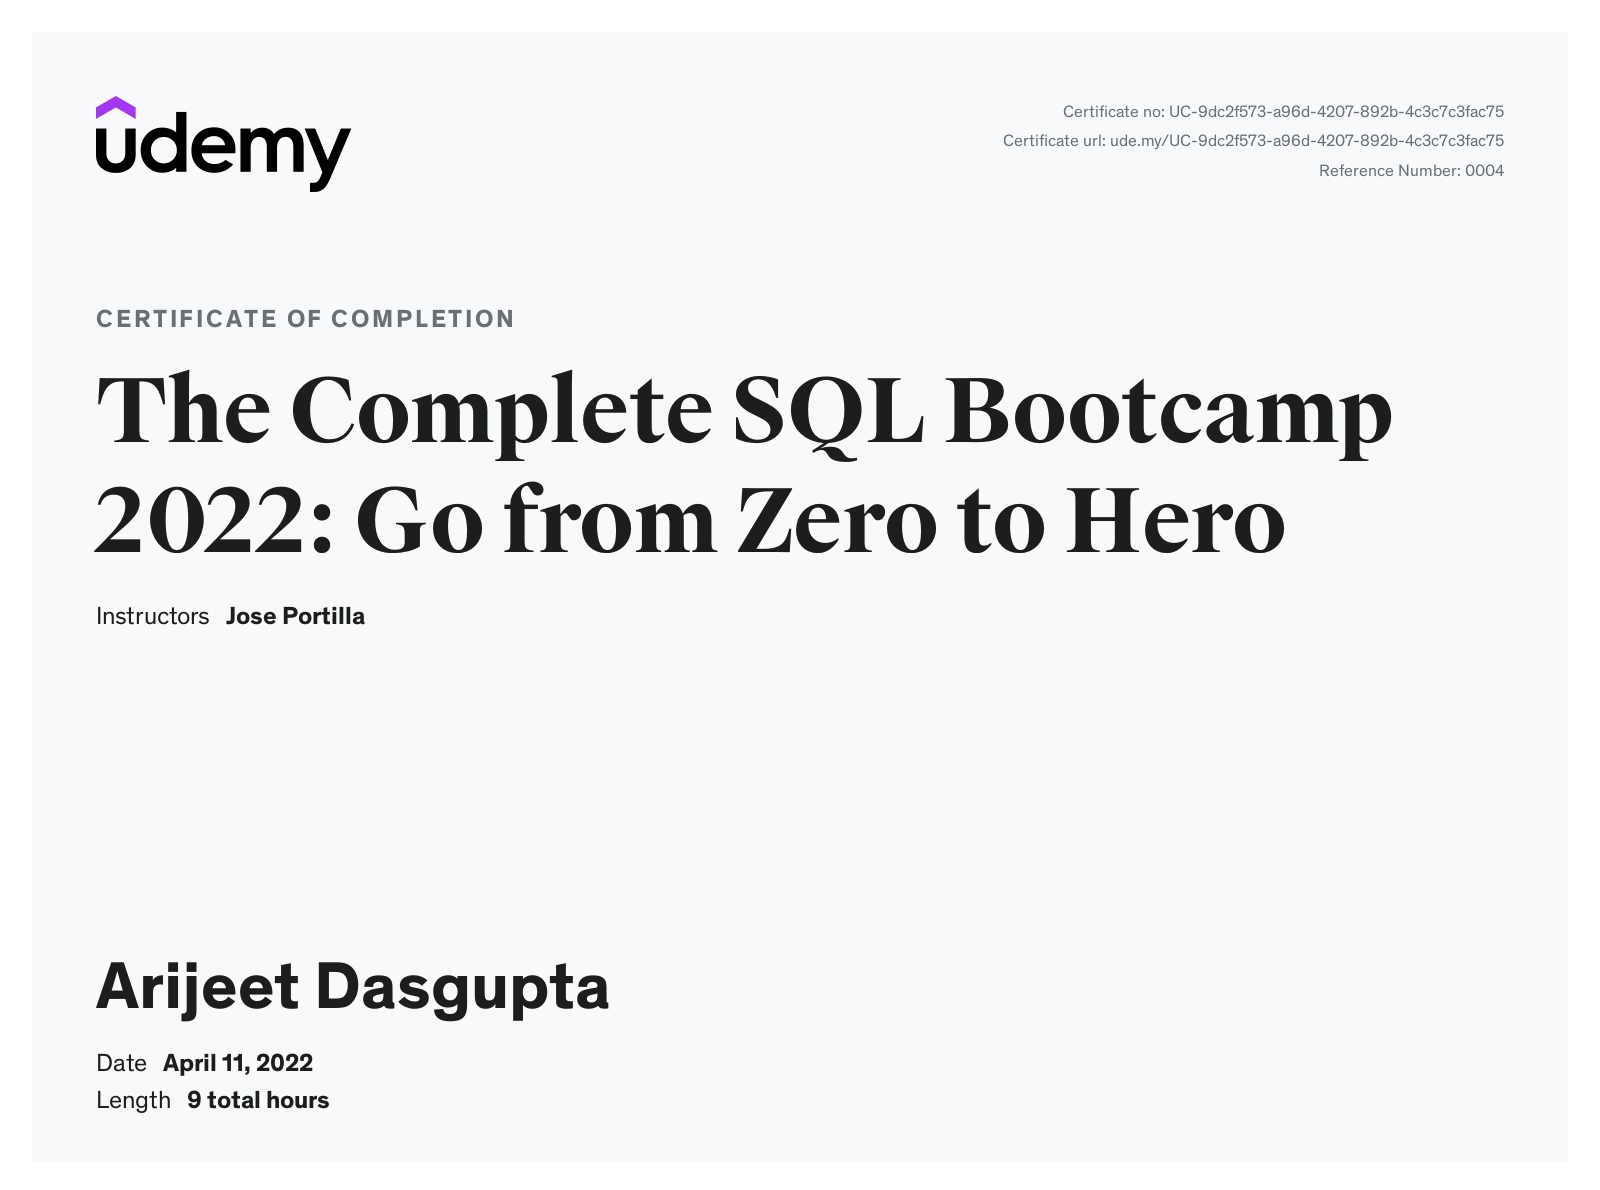 udemy
Certificate no: UC-9dc2f573-a96d-4207-892b-4c3c7c3fac75
Certificate url: ude.my/UC-9dc2f573-a96d-4207-892b-4c3c7c3fac75
Reference Number: 0004
CERTIFICATE OF COMPLETION
The Complete SQL Bootcamp
2022: Go from Zero to Hero
Instructors Jose Portilla
Arijeet Dasgupta
Date April 11, 2022
Length 9 total hours